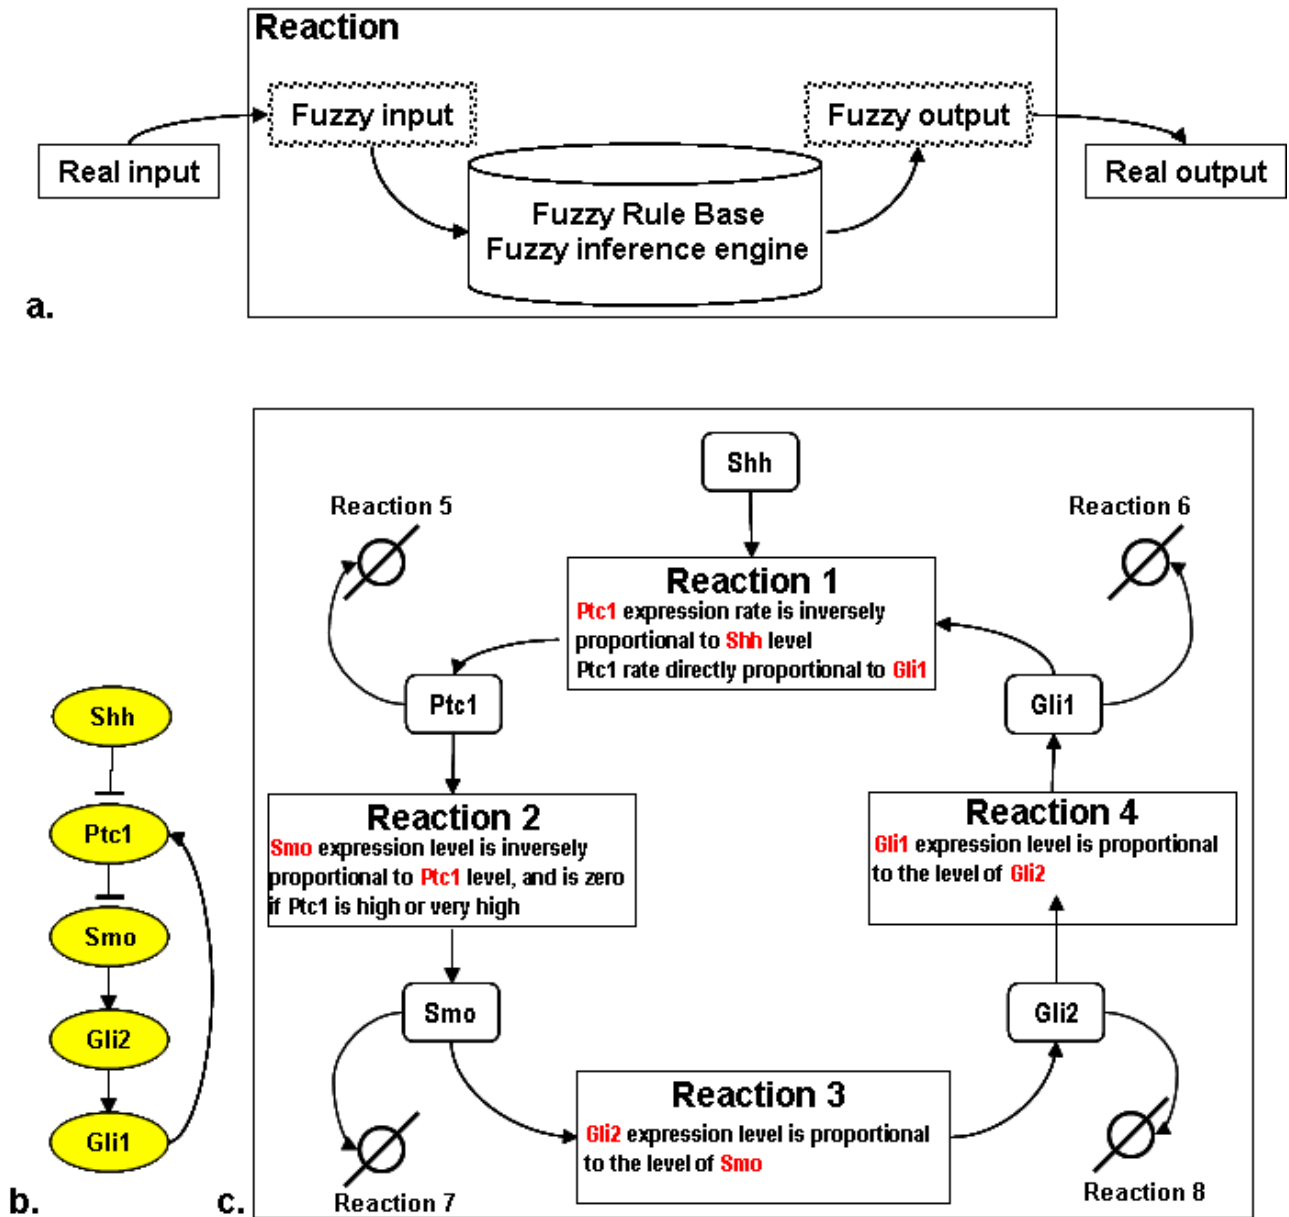 Reaction
Fuzzy input
Fuzzy output
Real input
Real output
Fuzzy Rule Base
Fuzzy inference engine
a.
Shh
Reaction 5
Reaction 6
Reaction 1
Ptc1 expression rate is inversely
proportional to Shh level
Ptc1 rate directly proportional to Gli1
Ptc1
Gli1
Reaction 2
Smo expression level is inversely
proportional to Ptc1 level, and is zero
if Ptc1 is high or very high
Reaction 4
Gli1 expression level is proportional
to the level of Gli2
Smo
Gli2
Reaction 3
Gli2 expression level is proportional
to the level of Smo
Reaction 7
Reaction 8
c.
Shh
Ptc1
Smo
Gli2
Gli1
b.